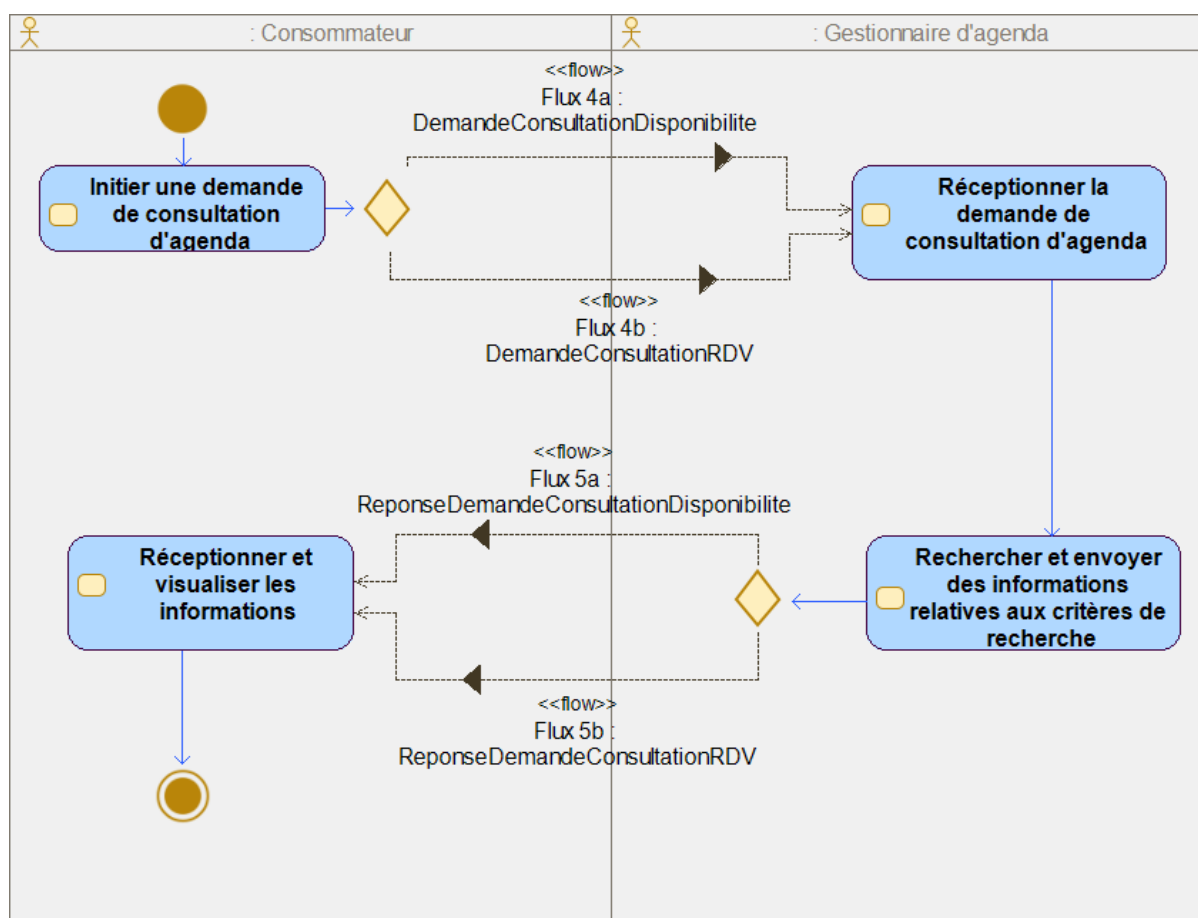 : Consommateur
: Gestionnaire d'agenda
<<flow>>
Flux 4a :
DemandeConsultationDisponibilite
Initier une demande
de consultation
d'agenda
Réceptionner la
demande de
consultation d'agenda
<<flow>>
Flux 4b :
DemandeConsultationRDV
<<flow>>
Flux 5a :
ReponseDemandeConsultationDisponibilite
Réceptionner et
visualiser les
informations
Rechercher et envoyer
des informations
relatives aux critères de
recherche
<<flow>>
Flux 5b :
ReponseDemandeConsultationRDV